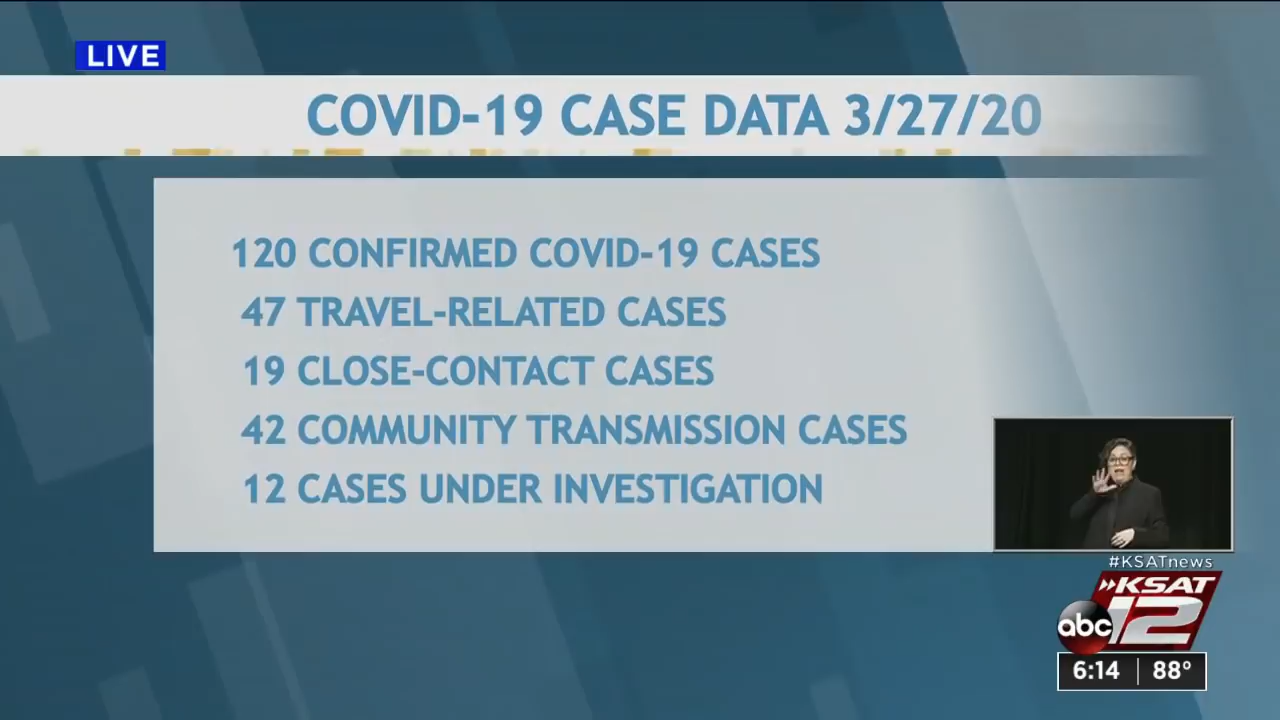 LIVE
COVID-19 CASE DATA 3/27/20
120 CONFIRMED COVID-19 CASES
47 TRAVEL-RELATED CASES
19 CLOSE-CONTACT CASES
42 COMMUNITY TRANSMISSION CASES
12 CASES UNDER INVESTIGATION
#KSATnews
KSAT
abc 12
6:14 88°